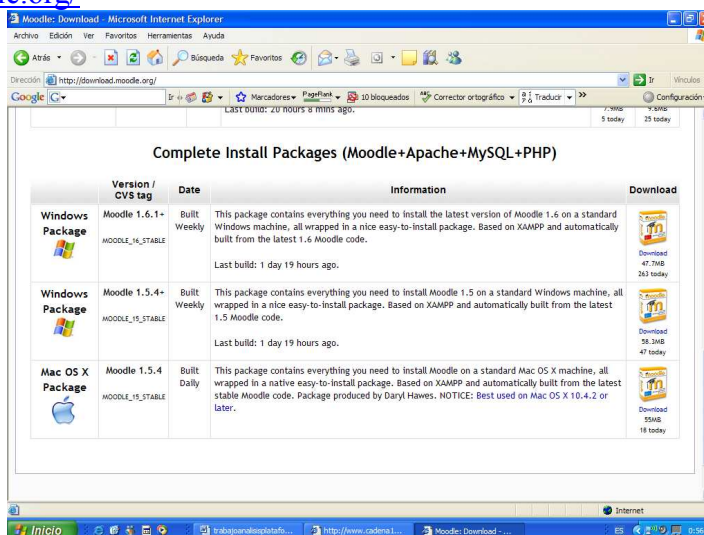 le.org/
Moodle: Download - Microsoft Internet Explorer
Archivo Edición Ver Favoritos Herramientas Ayuda
Atrás Búsqueda Favoritos
Dirección http://download.moodle.org/ Ir Vínculos
Google G Ir Marcadores PageRank 10 bloqueados Corrector ortográfico Traducir Configuración
Last build: 20 hours 8 mins ago. 7.9MB 9.6MB
5 today 25 today
Complete Install Packages (Moodle+Apache+MySQL+PHP)
Version / CVS tag Date Information Download
Windows Package
Moodle 1.6.1+
MOODLE_16_STABLE
Built Weekly
This package contains everything you need to install the latest version of Moodle 1.6 on a standard
Windows machine, all wrapped in a nice easy-to-install package. Based on XAMPP and automatically
built from the latest 1.6 Moodle code.
Last build: 1 day 19 hours ago.
Download
47.7MB
263 today
Windows Package
Moodle 1.5.4+
MOODLE_15_STABLE
Built Weekly
This package contains everything you need to install Moodle 1.5 on a standard Windows machine, all
wrapped in a nice easy-to-install package. Based on XAMPP and automatically built from the latest
1.5 Moodle code.
Last build: 1 day 19 hours ago.
Download
58.3MB
47 today
Mac OS X Package
Moodle 1.5.4
MOODLE_15_STABLE
Built Daily
This package contains everything you need to install Moodle on a standard Mac OS X machine, all
wrapped in a native easy-to-install package. Based on XAMPP and automatically built from the latest
stable Moodle code. Package produced by Daryl Hawes. NOTICE: Best used on Mac OS X 10.4.2 or
later.
Download
55MB
18 today
Internet
Inicio trabajoanalisisplatafo... http://www.cadena1... Moodle: Download - ... ES 0:56